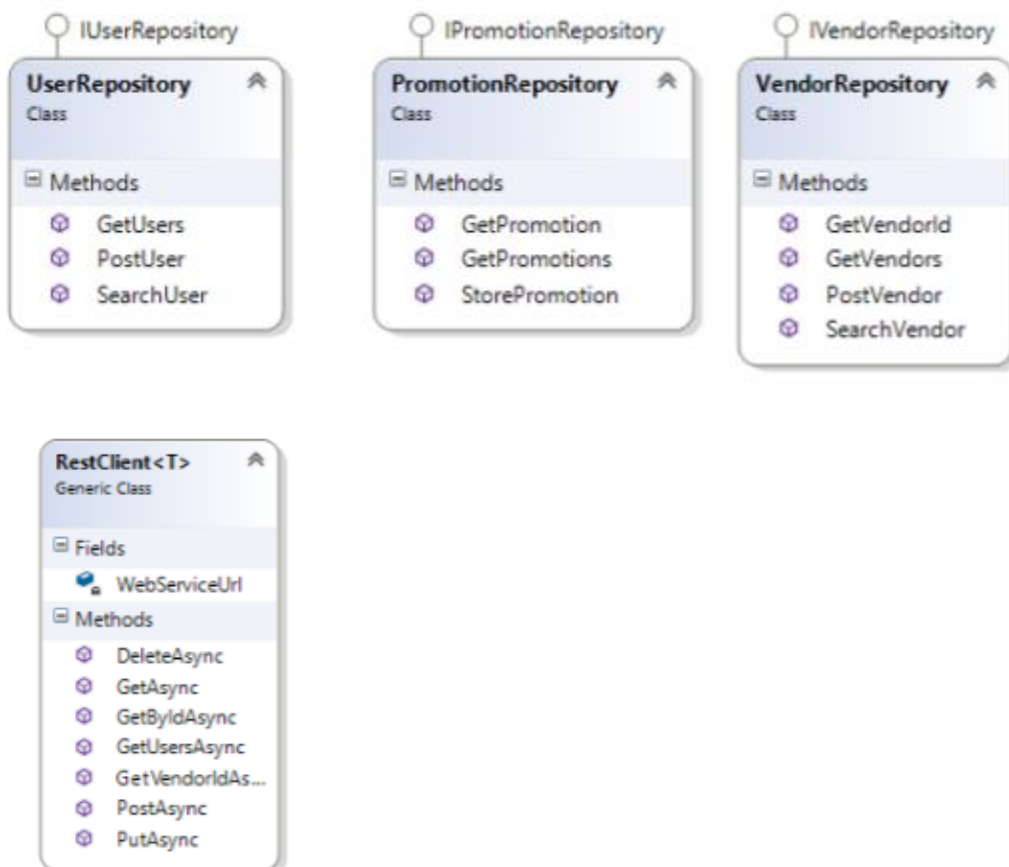 IUserRepository
UserRepository
Class
Methods
GetUsers
PostUser
SearchUser
IPromotionRepository
PromotionRepository
Class
Methods
GetPromotion
GetPromotions
StorePromotion
IVendorRepository
VendorRepository
Class
Methods
GetVendorId
GetVendors
PostVendor
SearchVendor
RestClient<T>
Generic Class
Fields
WebServiceUrl
Methods
DeleteAsync
GetAsync
GetByIdAsync
GetUsersAsync
GetVendorIdAs...
PostAsync
PutAsync